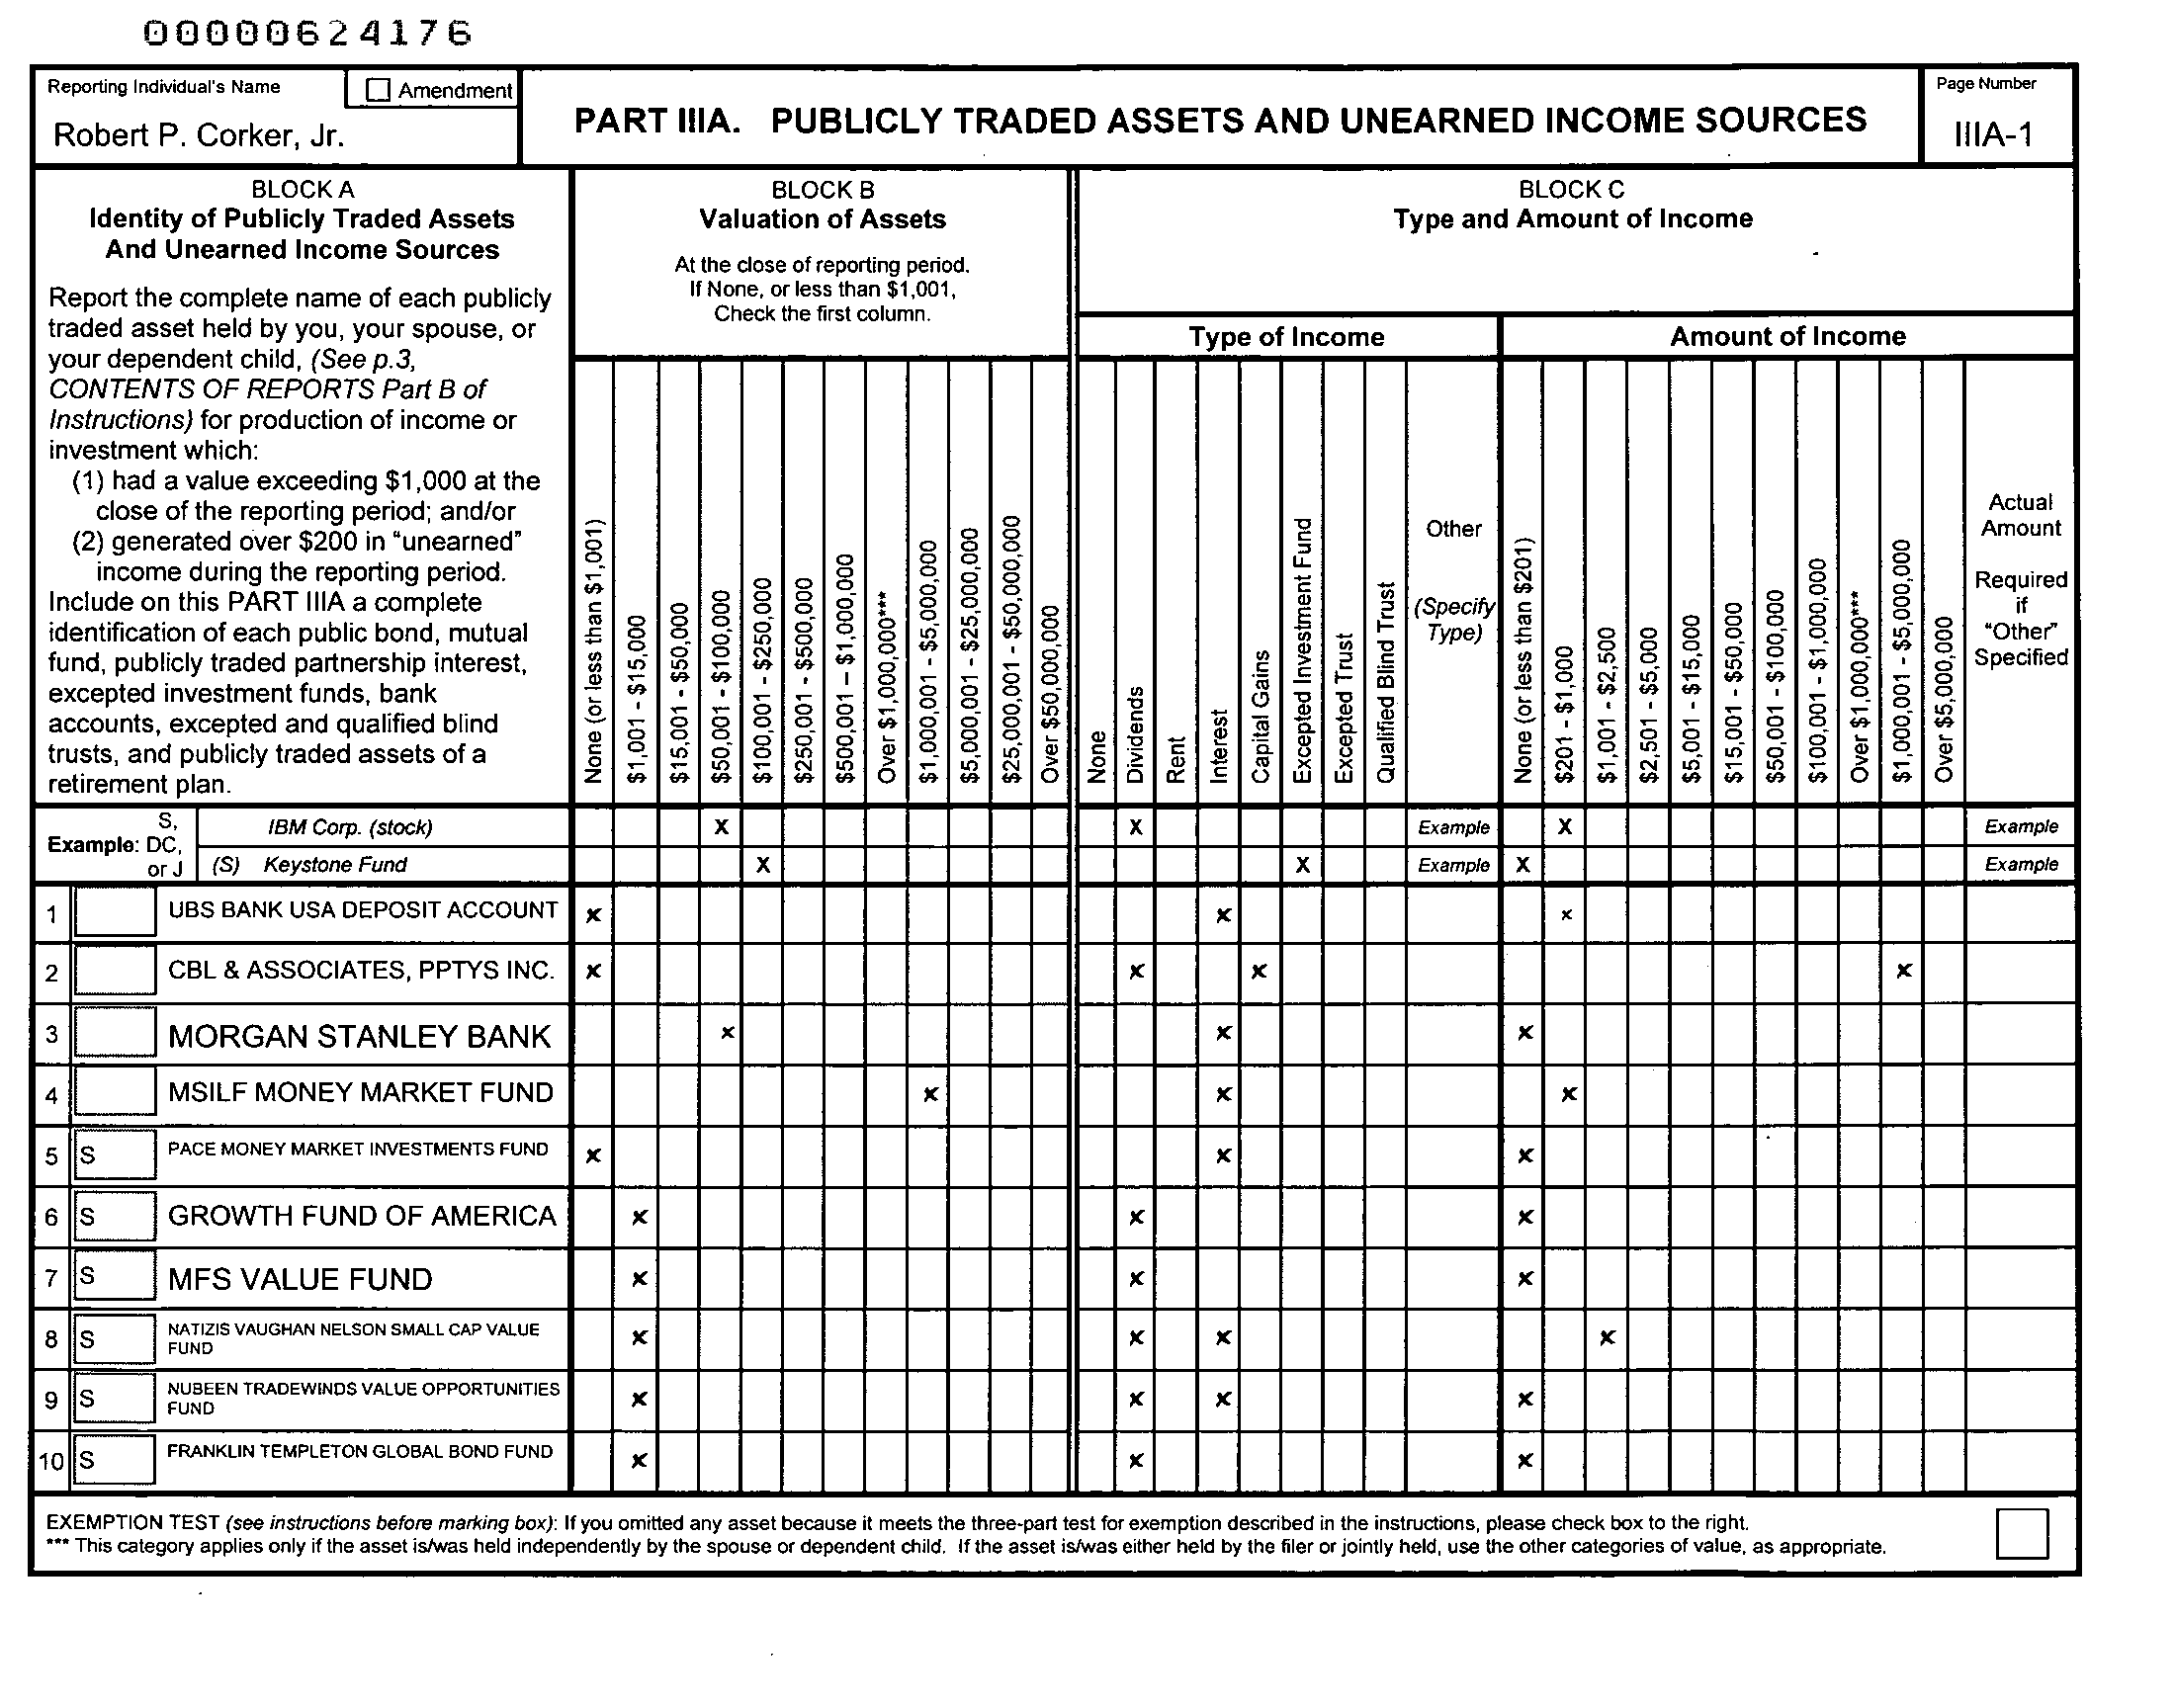 00000624176
Reporting Individual's Name
Amendment
Robert P. Corker, Jr.
PART IIIA. PUBLICLY TRADED ASSETS AND UNEARNED INCOME SOURCES
Page Number
IIIA-1
BLOCK A
Identity of Publicly Traded Assets
And Unearned Income Sources
Report the complete name of each publicly
traded asset held by you, your spouse, or
your dependent child, (See p.3,
CONTENTS OF REPORTS Part B of
Instructions) for production of income or
investment which:
(1) had a value exceeding $1,000 at the
close of the reporting period; and/or
(2) generated over $200 in "unearned"
income during the reporting period.
Include on this PART IIIA a complete
identification of each public bond, mutual
fund, publicly traded partnership interest,
excepted investment funds, bank
accounts, excepted and qualified blind
trusts, and publicly traded assets of a
retirement plan.
BLOCK B
Valuation of Assets
At the close of reporting period.
If None, or less than $1,001,
Check the first column.
None (or less than $1,001)
$1,001 - $15,000
$15,001 - $50,000
$50,001 - $100,000
$100,001 - $250,000
$250,001 - $500,000
$500,001 – $1,000,000
Over $1,000,000***
$1,000,001 - $5,000,000
$5,000,001 - $25,000,000
$25,000,001 - $50,000,000
Over $50,000,000
BLOCK C
Type and Amount of Income
Type of Income
None
Dividends
Rent
Interest
Capital Gains
Excepted Investment Fund
Excepted Trust
Qualified Blind Trust
Other
(Specify
Type)
Amount of Income
None (or less than $201)
$201 - $1,000
$1,001 - $2,500
$2,501 - $5,000
$5,001 - $15,000
$15,001 - $50,000
$50,001 - $100,000
$100,001 - $1,000,000
Over $1,000,000***
$1,000,001 - $5,000,000
Over $5,000,000
Actual
Amount
Required
if
"Other"
Specified
Example: S, DC, or J
IBM Corp. (stock) X X Example X Example
(S) Keystone Fund X X Example X Example
1 UBS BANK USA DEPOSIT ACCOUNT x x x
2 CBL & ASSOCIATES, PPTYS INC. x x x x
3 MORGAN STANLEY BANK x x x
4 MSILF MONEY MARKET FUND x x x
5 S PACE MONEY MARKET INVESTMENTS FUND x x x
6 S GROWTH FUND OF AMERICA x x x
7 S MFS VALUE FUND x x x
8 S NATIZIS VAUGHAN NELSON SMALL CAP VALUE
FUND x x x x
9 S NUBEEN TRADEWINDS VALUE OPPORTUNITIES
FUND x x x x
10 S FRANKLIN TEMPLETON GLOBAL BOND FUND x x x
EXEMPTION TEST (see instructions before marking box): If you omitted any asset because it meets the three-part test for exemption described in the instructions, please check box to the right.
*** This category applies only if the asset is/was held independently by the spouse or dependent child. If the asset is/was either held by the filer or jointly held, use the other categories of value, as appropriate.